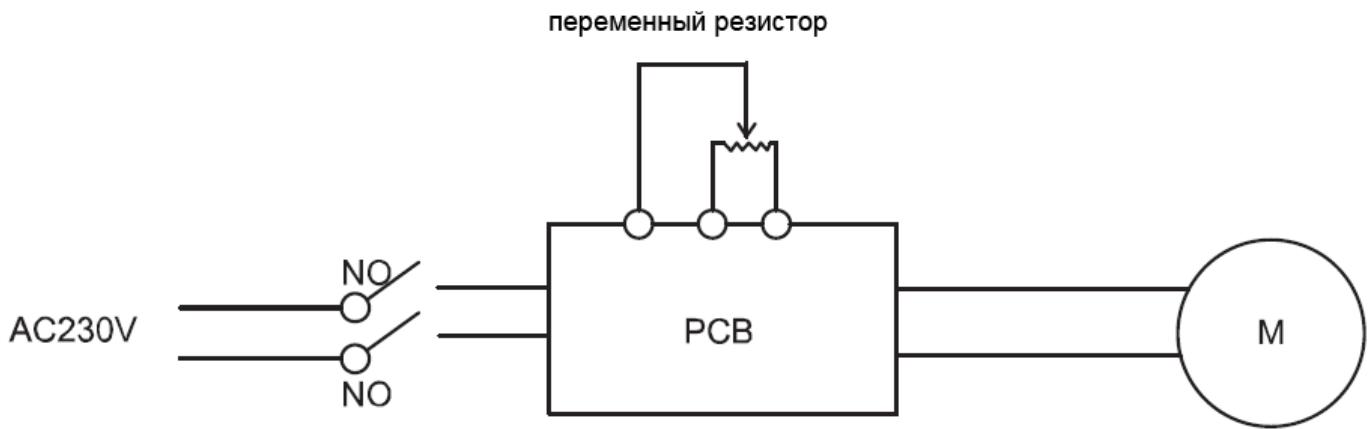 переменный резистор
NO
AC230V
PCB
M
NO